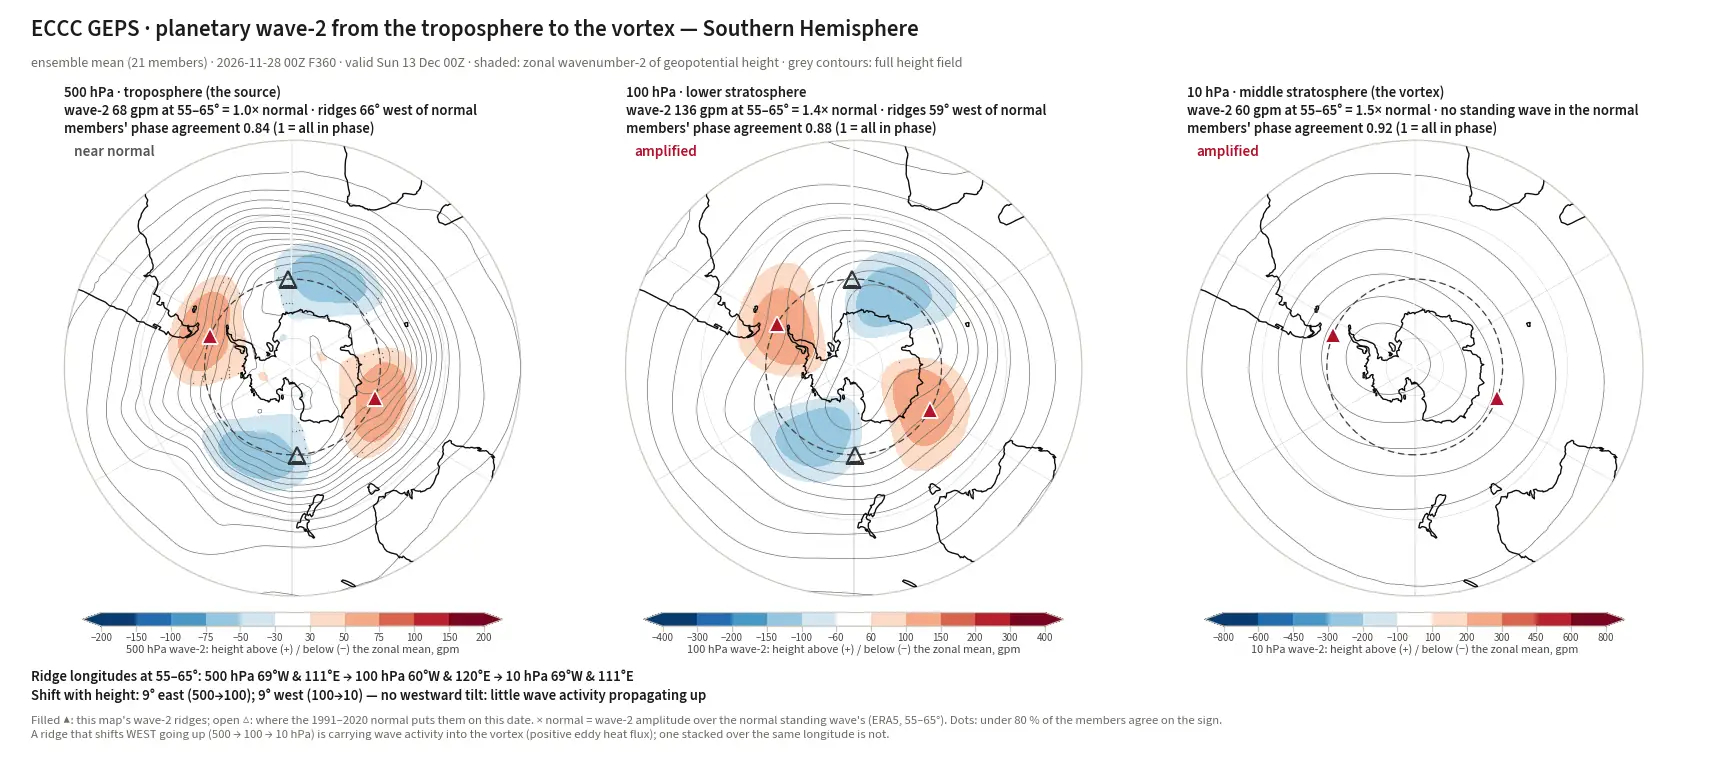 ECCC GEPS · planetary wave-2 from the troposphere to the vortex — Southern Hemisphere
ensemble mean (21 members) · 2026-11-28 00Z F360 · valid Sun 13 Dec 00Z · shaded: zonal wavenumber-2 of geopotential height · grey contours: full height field
500 hPa · troposphere (the source)
wave-2 68 gpm at 55–65° = 1.0× normal · ridges 66° west of normal
members' phase agreement 0.84 (1 = all in phase)
near normal
100 hPa · lower stratosphere
wave-2 136 gpm at 55–65° = 1.4× normal · ridges 59° west of normal
members' phase agreement 0.88 (1 = all in phase)
amplified
10 hPa · middle stratosphere (the vortex)
wave-2 60 gpm at 55–65° = 1.5× normal · no standing wave in the normal
members' phase agreement 0.92 (1 = all in phase)
amplified
−200 −150 −100 −75 −50 −30 30 50 75 100 150 200
500 hPa wave-2: height above (+) / below (−) the zonal mean, gpm
−400 −300 −200 −150 −100 −60 60 100 150 200 300 400
100 hPa wave-2: height above (+) / below (−) the zonal mean, gpm
−800 −600 −450 −300 −200 −100 100 200 300 450 600 800
10 hPa wave-2: height above (+) / below (−) the zonal mean, gpm
Ridge longitudes at 55–65°: 500 hPa 69°W & 111°E → 100 hPa 60°W & 120°E → 10 hPa 69°W & 111°E
Shift with height: 9° east (500→100); 9° west (100→10) — no westward tilt: little wave activity propagating up
Filled ▲: this map's wave-2 ridges; open △: where the 1991–2020 normal puts them on this date. × normal = wave-2 amplitude over the normal standing wave's (ERA5, 55–65°). Dots: under 80 % of the members agree on the sign.
A ridge that shifts WEST going up (500 → 100 → 10 hPa) is carrying wave activity into the vortex (positive eddy heat flux); one stacked over the same longitude is not.